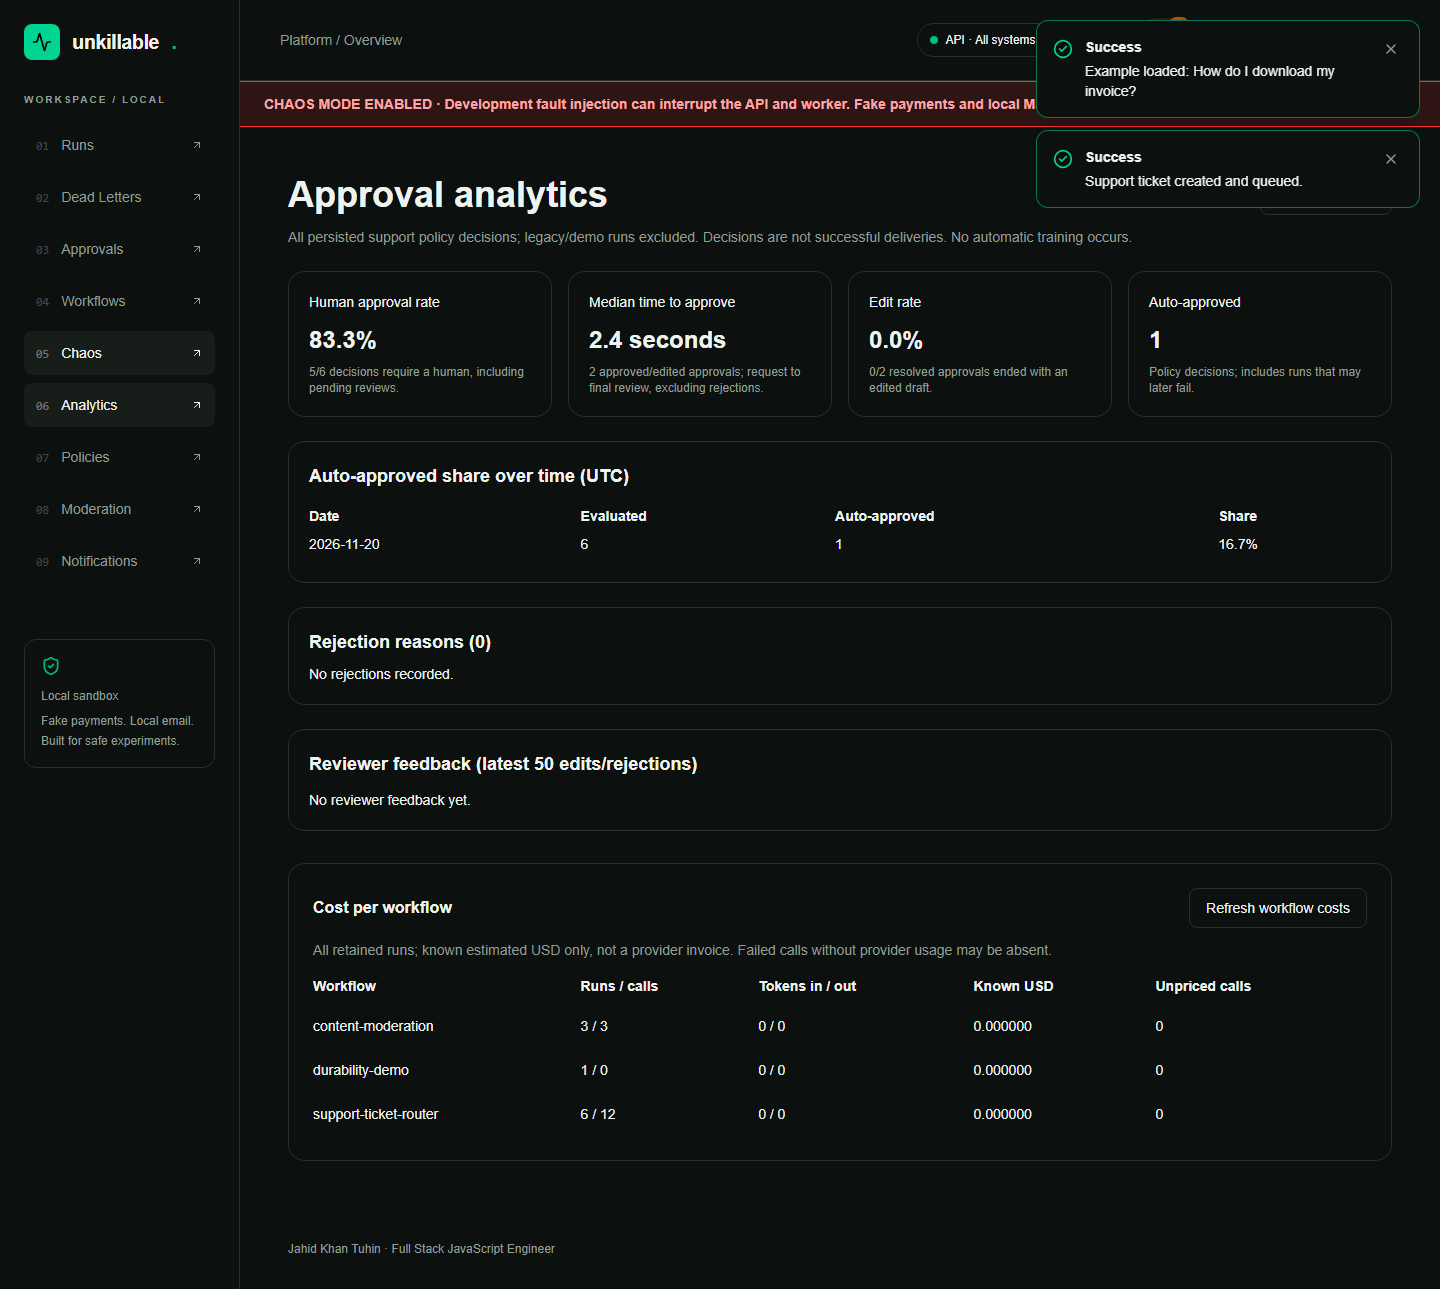 unkillable .
WORKSPACE / LOCAL
01 Runs
02 Dead Letters
03 Approvals
04 Workflows
05 Chaos
06 Analytics
07 Policies
08 Moderation
09 Notifications
Local sandbox
Fake payments. Local email.
Built for safe experiments.
Platform / Overview
API · All systems
CHAOS MODE ENABLED · Development fault injection can interrupt the API and worker. Fake payments and local
Success
Example loaded: How do I download my
invoice?
Success
Support ticket created and queued.
Approval analytics
All persisted support policy decisions; legacy/demo runs excluded. Decisions are not successful deliveries. No automatic training occurs.
Human approval rate
83.3%
5/6 decisions require a human, including
pending reviews.
Median time to approve
2.4 seconds
2 approved/edited approvals; request to
final review, excluding rejections.
Edit rate
0.0%
0/2 resolved approvals ended with an
edited draft.
Auto-approved
1
Policy decisions; includes runs that may
later fail.
Auto-approved share over time (UTC)
Date Evaluated Auto-approved Share
2026-11-20 6 1 16.7%
Rejection reasons (0)
No rejections recorded.
Reviewer feedback (latest 50 edits/rejections)
No reviewer feedback yet.
Cost per workflow
Refresh workflow costs
All retained runs; known estimated USD only, not a provider invoice. Failed calls without provider usage may be absent.
Workflow Runs / calls Tokens in / out Known USD Unpriced calls
content-moderation 3 / 3 0 / 0 0.000000 0
durability-demo 1 / 0 0 / 0 0.000000 0
support-ticket-router 6 / 12 0 / 0 0.000000 0
Jahid Khan Tuhin · Full Stack JavaScript Engineer